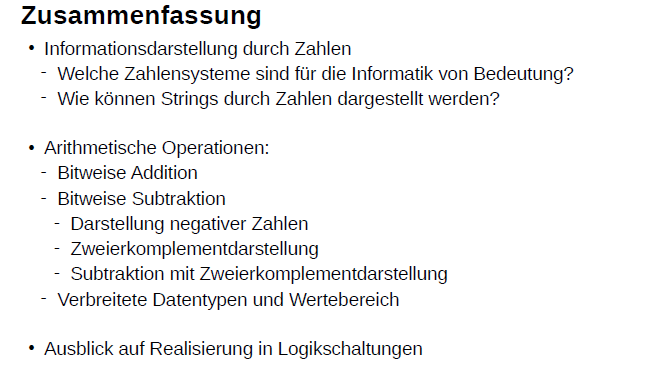 Zusammenfassung
• Informationsdarstellung durch Zahlen
- Welche Zahlensysteme sind für die Informatik von Bedeutung?
- Wie können Strings durch Zahlen dargestellt werden?
• Arithmetische Operationen:
- Bitweise Addition
- Bitweise Subtraktion
- Darstellung negativer Zahlen
- Zweierkomplementdarstellung
- Subtraktion mit Zweierkomplementdarstellung
- Verbreitete Datentypen und Wertebereich
• Ausblick auf Realisierung in Logikschaltungen